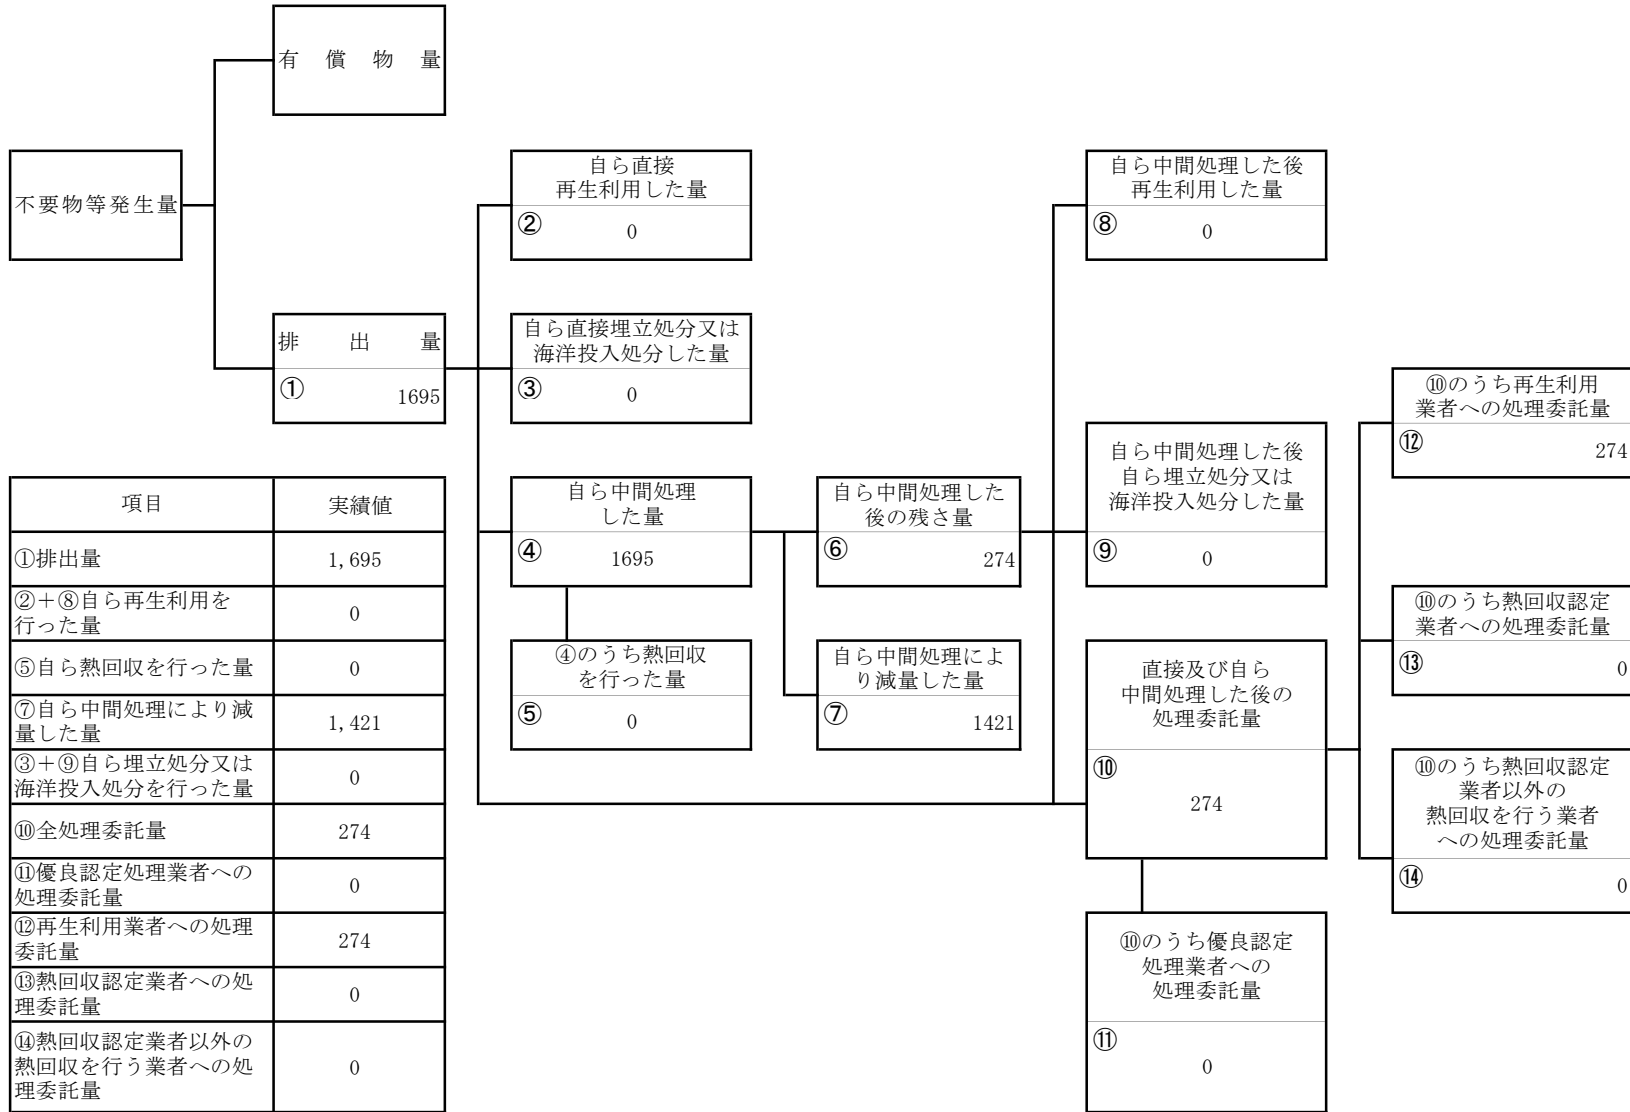 有償物量
不要物等発生量
排出量
① 1695
自ら直接
再生利用した量
② 0
自ら直接埋立処分又は
海洋投入処分した量
③ 0
自ら中間処理
した量
④ 1695
④のうち熱回収
を行った量
⑤ 0
自ら中間処理した
後の残さ量
⑥ 274
自ら中間処理によ
り減量した量
⑦ 1421
自ら中間処理した後
再生利用した量
⑧ 0
自ら中間処理した後
自ら埋立処分又は
海洋投入処分した量
⑨ 0
直接及び自ら
中間処理した後の
処理委託量
⑩
274
⑩のうち優良認定
処理業者への
処理委託量
⑪
0
⑩のうち再生利用
業者への処理委託量
⑫ 274
⑩のうち熱回収認定
業者への処理委託量
⑬ 0
⑩のうち熱回収認定
業者以外の
熱回収を行う業者
への処理委託量
⑭ 0
項目 実績値
①排出量 1,695
②+⑧自ら再生利用を
行った量 0
⑤自ら熱回収を行った量 0
⑦自ら中間処理により減
量した量 1,421
③+⑨自ら埋立処分又は
海洋投入処分を行った量 0
⑩全処理委託量 274
⑪優良認定処理業者への
処理委託量 0
⑫再生利用業者への処理
委託量 274
⑬熱回収認定業者への処
理委託量 0
⑭熱回収認定業者以外の
熱回収を行う業者への処
理委託量 0